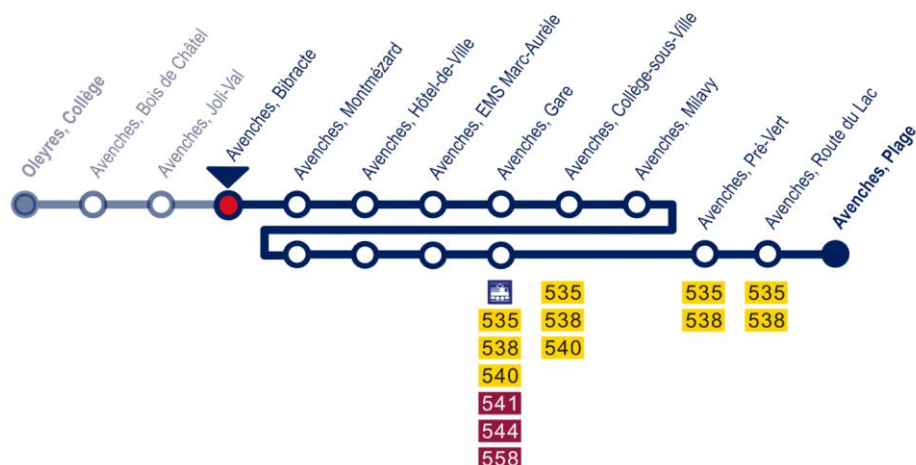 Oleyres, Collège
Avenches, Bois de Châtel
Avenches, Joli-Val
Avenches, Bibracte
Avenches, Montmézard
Avenches, Hôtel-de-Ville
Avenches, EMS Marc-Aurèle
Avenches, Gare
Avenches, Collège-sous-Ville
Avenches, Milavy
Avenches, Pré-Vert
Avenches, Route du Lac
Avenches, Plage
535
538
540
541
544
558
535
538
540
535
538
535
538